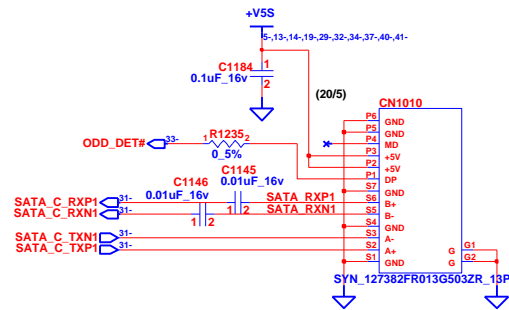 +V5S
5-,13-,14-,19-,29-,32-,34-,37-,40-,41-
C1184
1
0.1uF_16v
2
(20/5)
CN1010
P6 GND
P5 GND
P4 MD
P3 +5V
P2 +5V
P1 DP
S7 GND
S6 B+
S5 B-
S4 GND
S3 A-
S2 A+
S1 GND
G G1
G G2
ODD_DET# 33-
1 R1235 2
0_5%
C1146
0.01uF_16v
1 2
C1145
0.01uF_16v
1 2
SATA_C_RXP1 31-
SATA_C_RXN1 31-
SATA_RXP1
SATA_RXN1
SATA_C_TXN1 31-
SATA_C_TXP1 31-
SYN_127382FR013G503ZR_13P